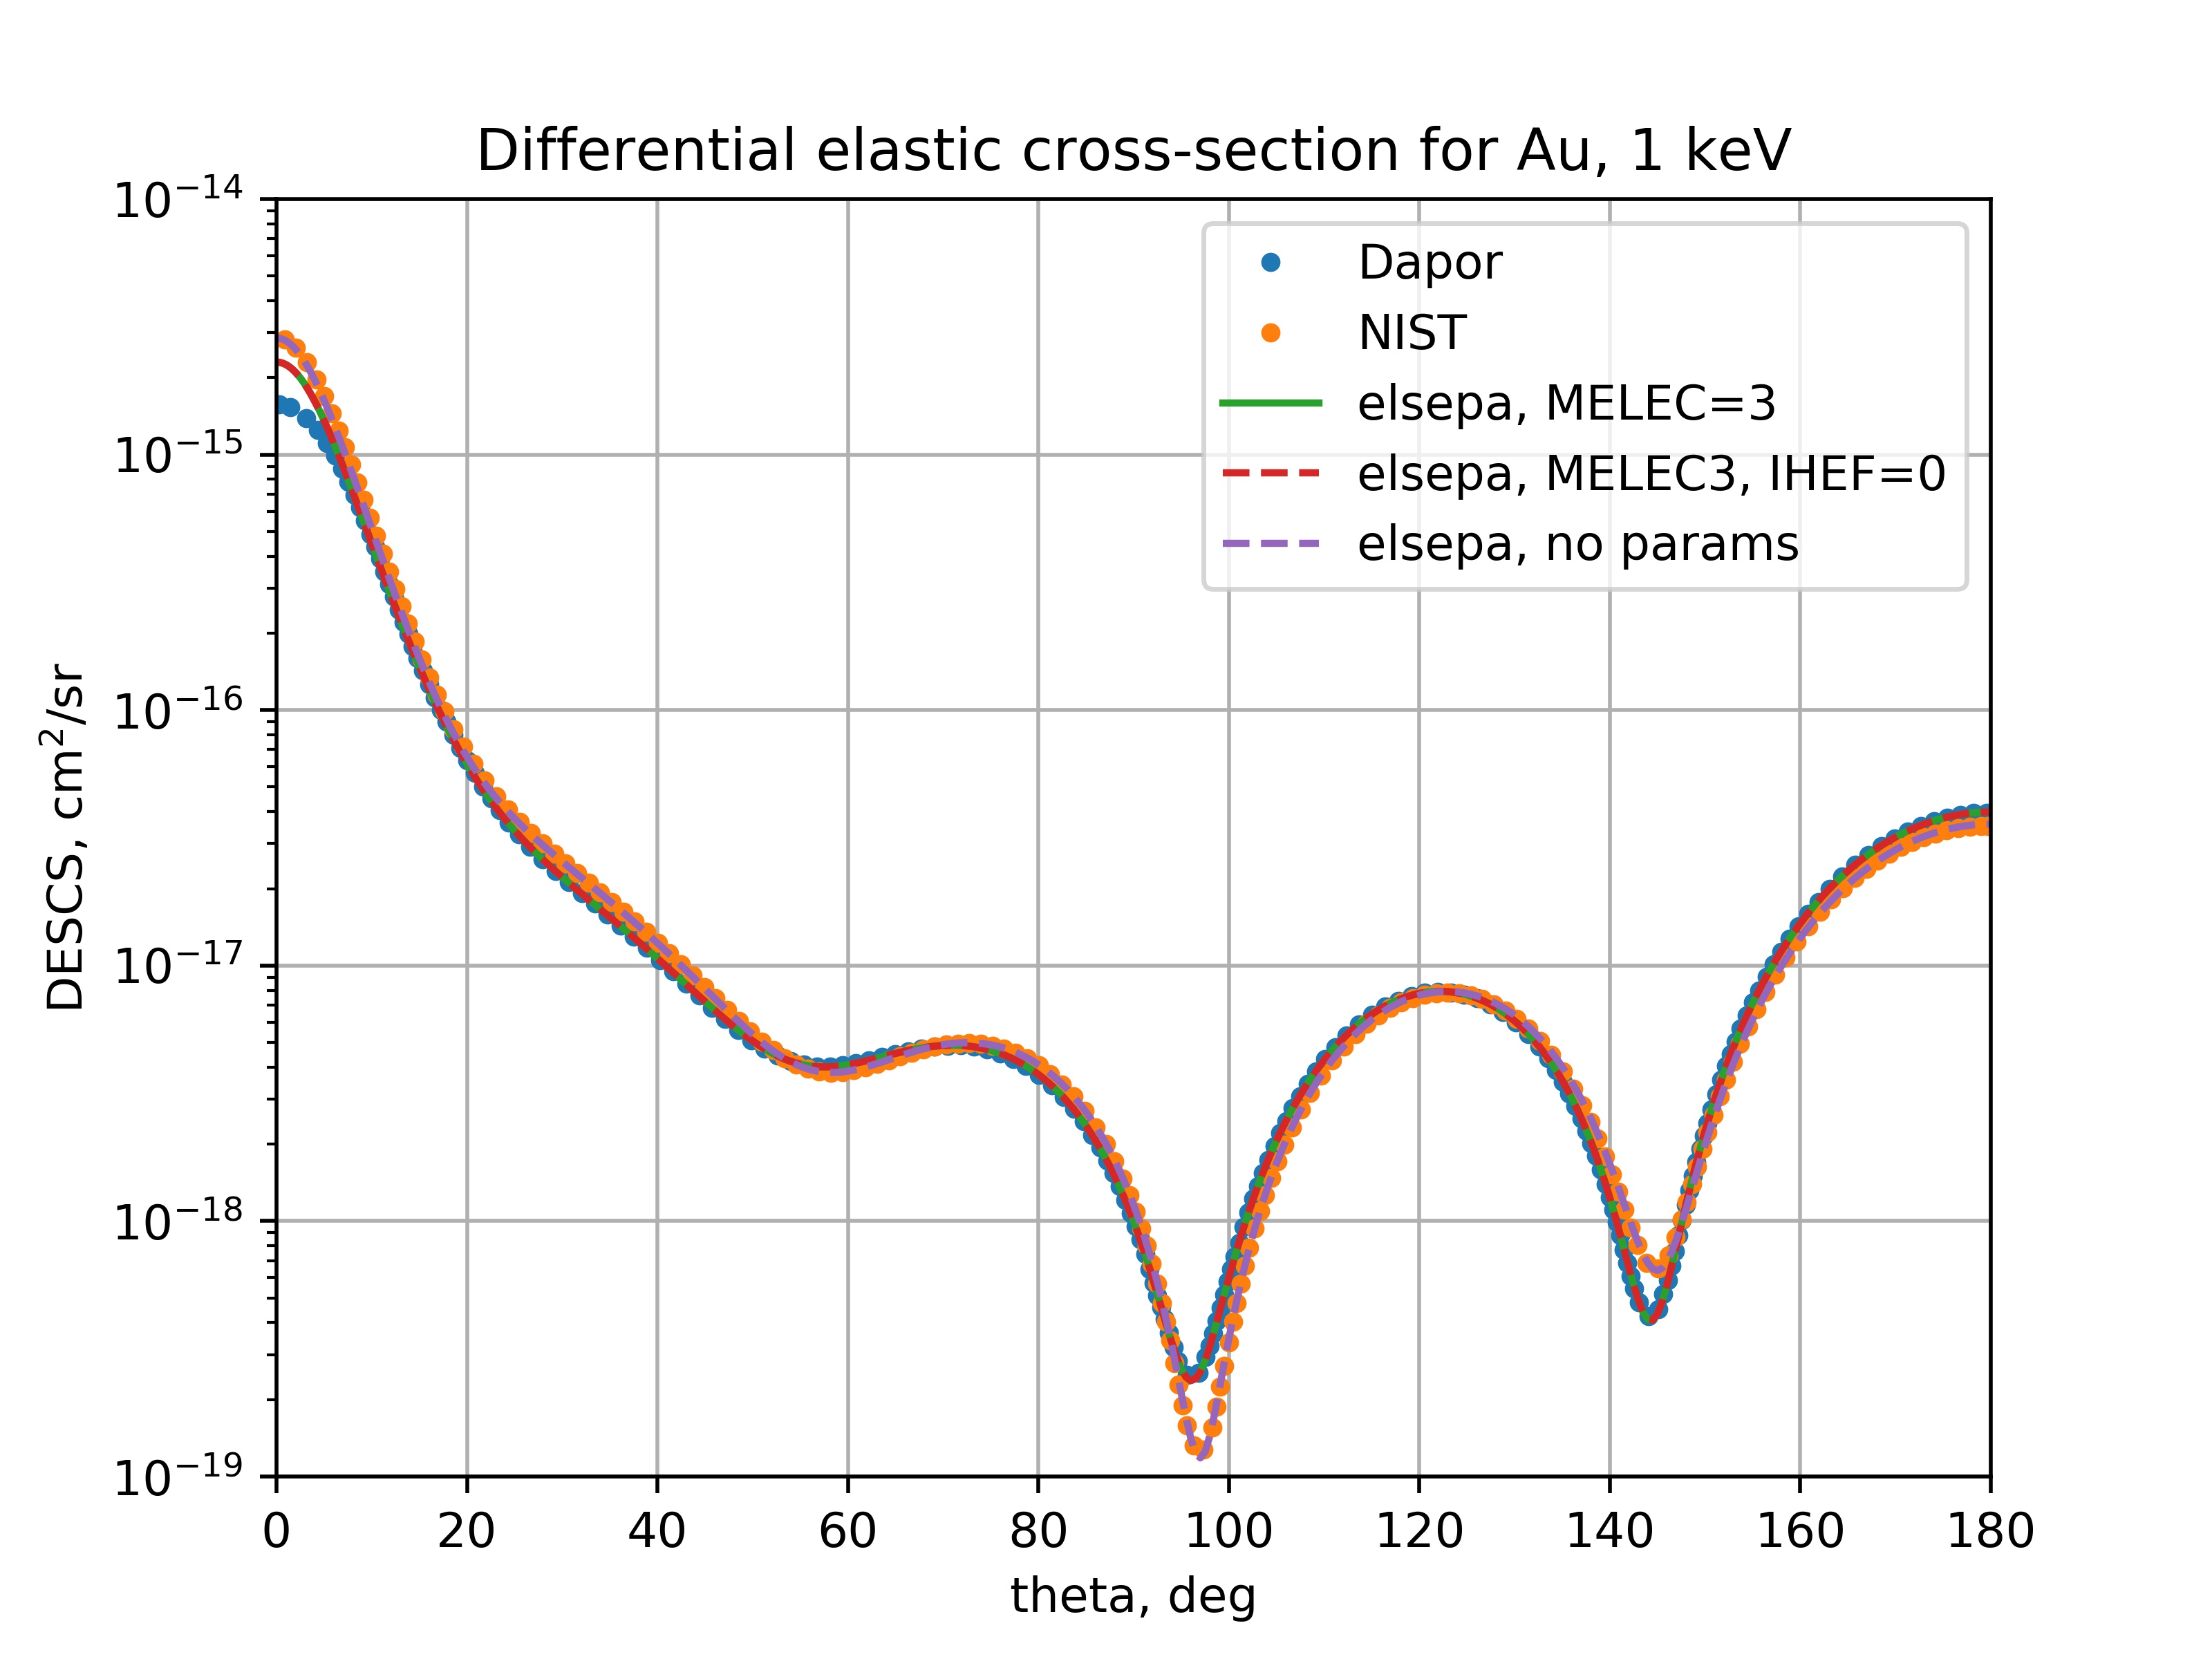 Differential elastic cross-section for Au, 1 keV
10⁻¹⁴
10⁻¹⁵
10⁻¹⁶
10⁻¹⁷
10⁻¹⁸
10⁻¹⁹
DESCS, cm²/sr
Dapor
NIST
elsepa, MELEC=3
elsepa, MELEC3, IHEF=0
elsepa, no params
0 20 40 60 80 100 120 140 160 180
theta, deg